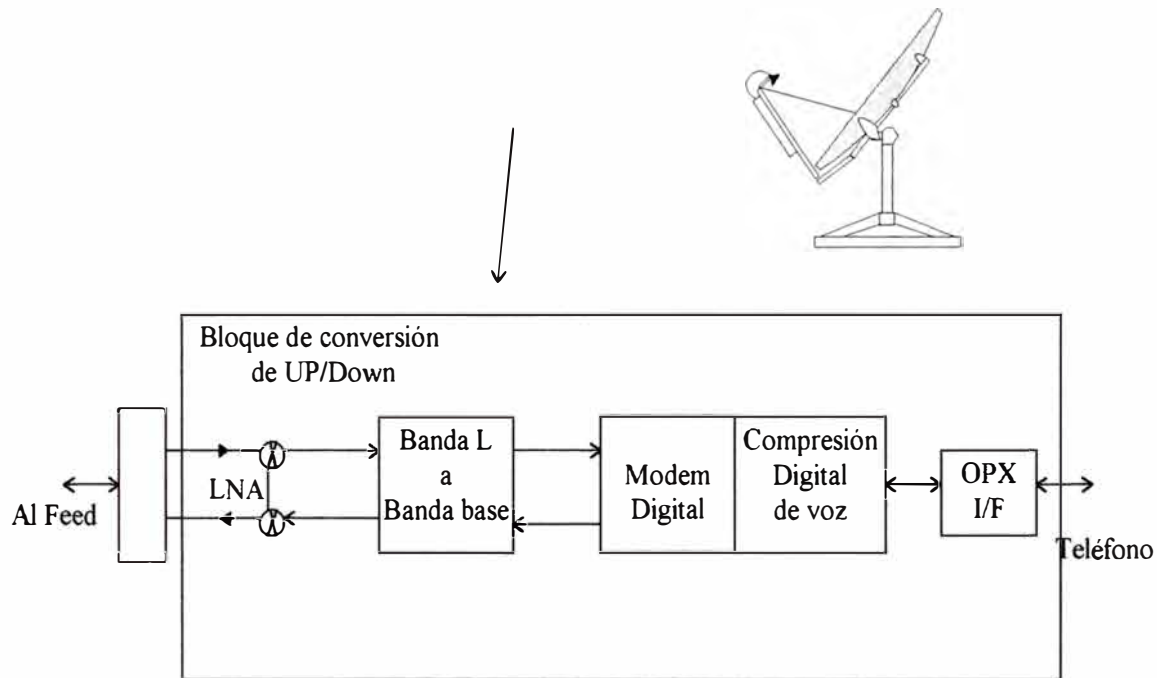 Bloque de conversión
de UP/Down
Banda L
a
Banda base
Modem
Digital
Compresión
Digital
de voz
OPX
I/F
LNA
Al Feed
Teléfono